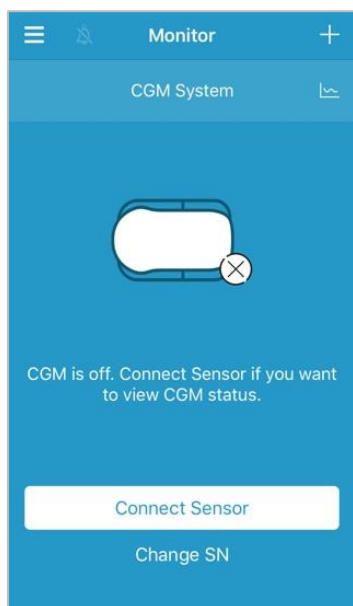 Monitor
CGM System
CGM is off. Connect Sensor if you want
to view CGM status.
Connect Sensor
Change SN